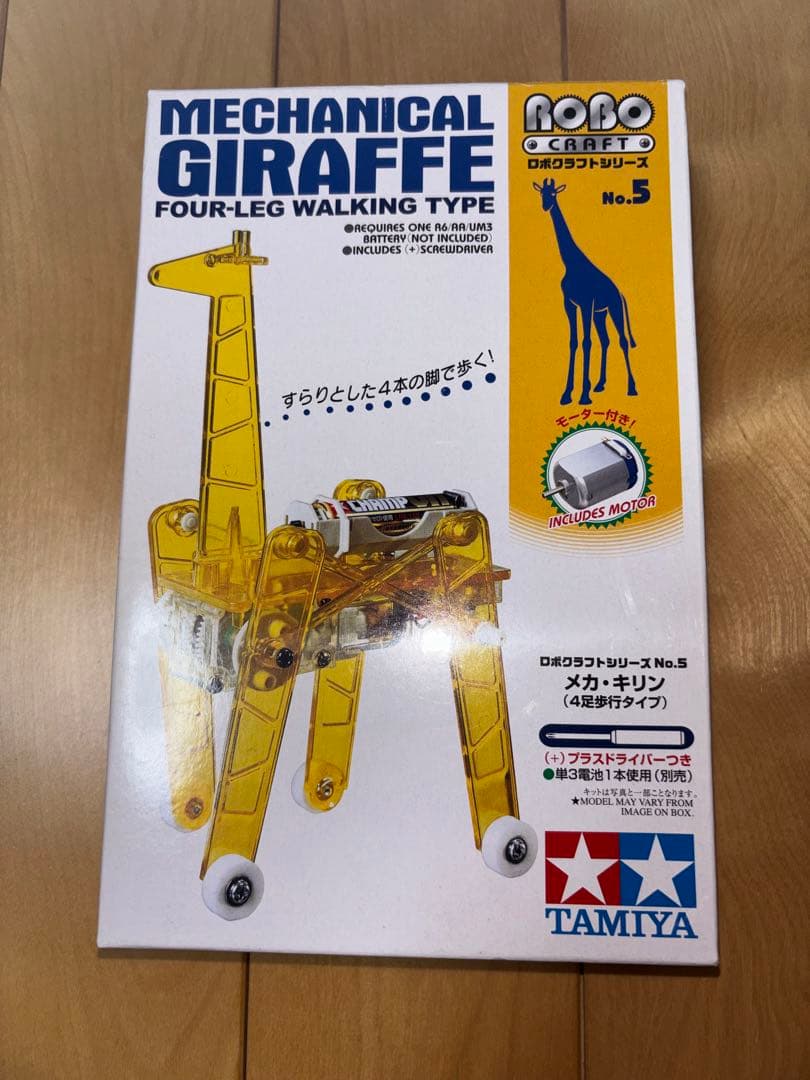 MECHANICAL
GIRAFFE
FOUR-LEG WALKING TYPE
●REQUIRES ONE R6/AA/UM3
BATTERY (NOT INCLUDED)
●INCLUDES (+) SCREWDRIVER
ROBO
CRAFT
ロボクラフトシリーズ
No.5
すらりとした4本の脚で歩く!
モーター付き!
INCLUDES MOTOR
CHAMP
ロボクラフトシリーズ No.5
メカ・キリン
(4足歩行タイプ)
(+)プラスドライバーつき
●単3電池1本使用(別売)
キットは写真と一部ことなります。
★MODEL MAY VARY FROM
IMAGE ON BOX.
TAMIYA